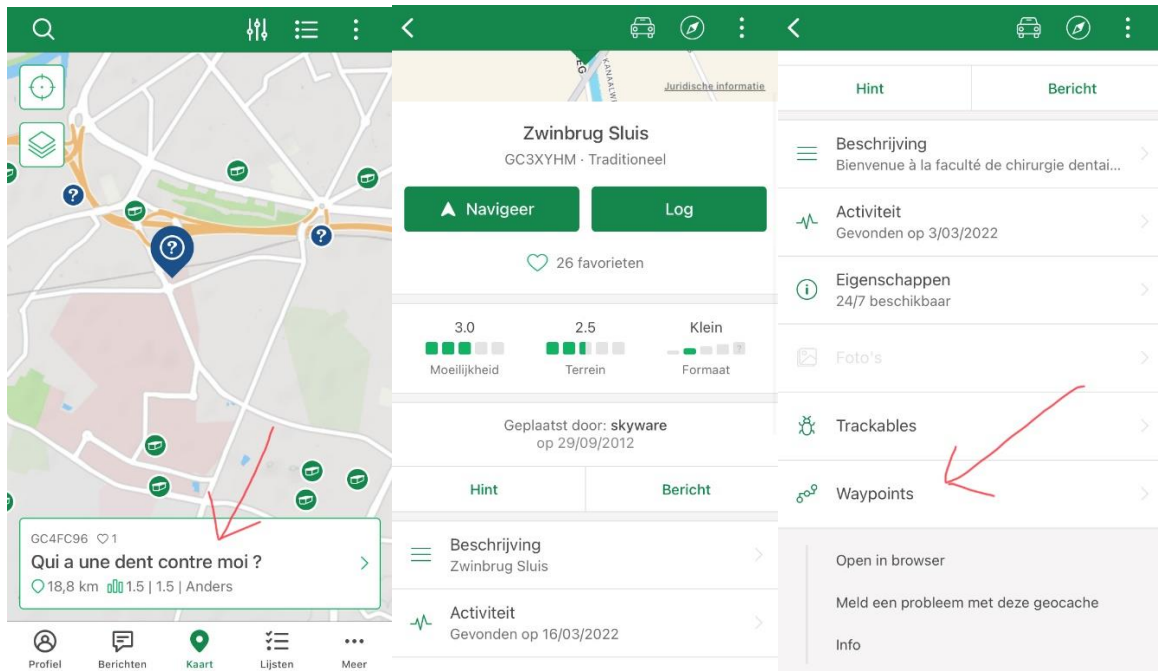 GC4FC96 1
Qui a une dent contre moi ?
18,8 km 1.5 | 1.5 | Anders
Profiel
Berichten
Kaart
Lijsten
Meer
Juridische informatie
Zwinbrug Sluis
GC3XYHM · Traditioneel
Navigeer
Log
26 favorieten
3.0
2.5
Klein
Moeilijkheid
Terrein
Formaat
Geplaatst door: skyware
op 29/09/2012
Hint
Bericht
Beschrijving
Zwinbrug Sluis
Activiteit
Gevonden op 16/03/2022
Hint
Bericht
Beschrijving
Bienvenue à la faculté de chirurgie dentai...
Activiteit
Gevonden op 3/03/2022
Eigenschappen
24/7 beschikbaar
Foto's
Trackables
Waypoints
Open in browser
Meld een probleem met deze geocache
Info